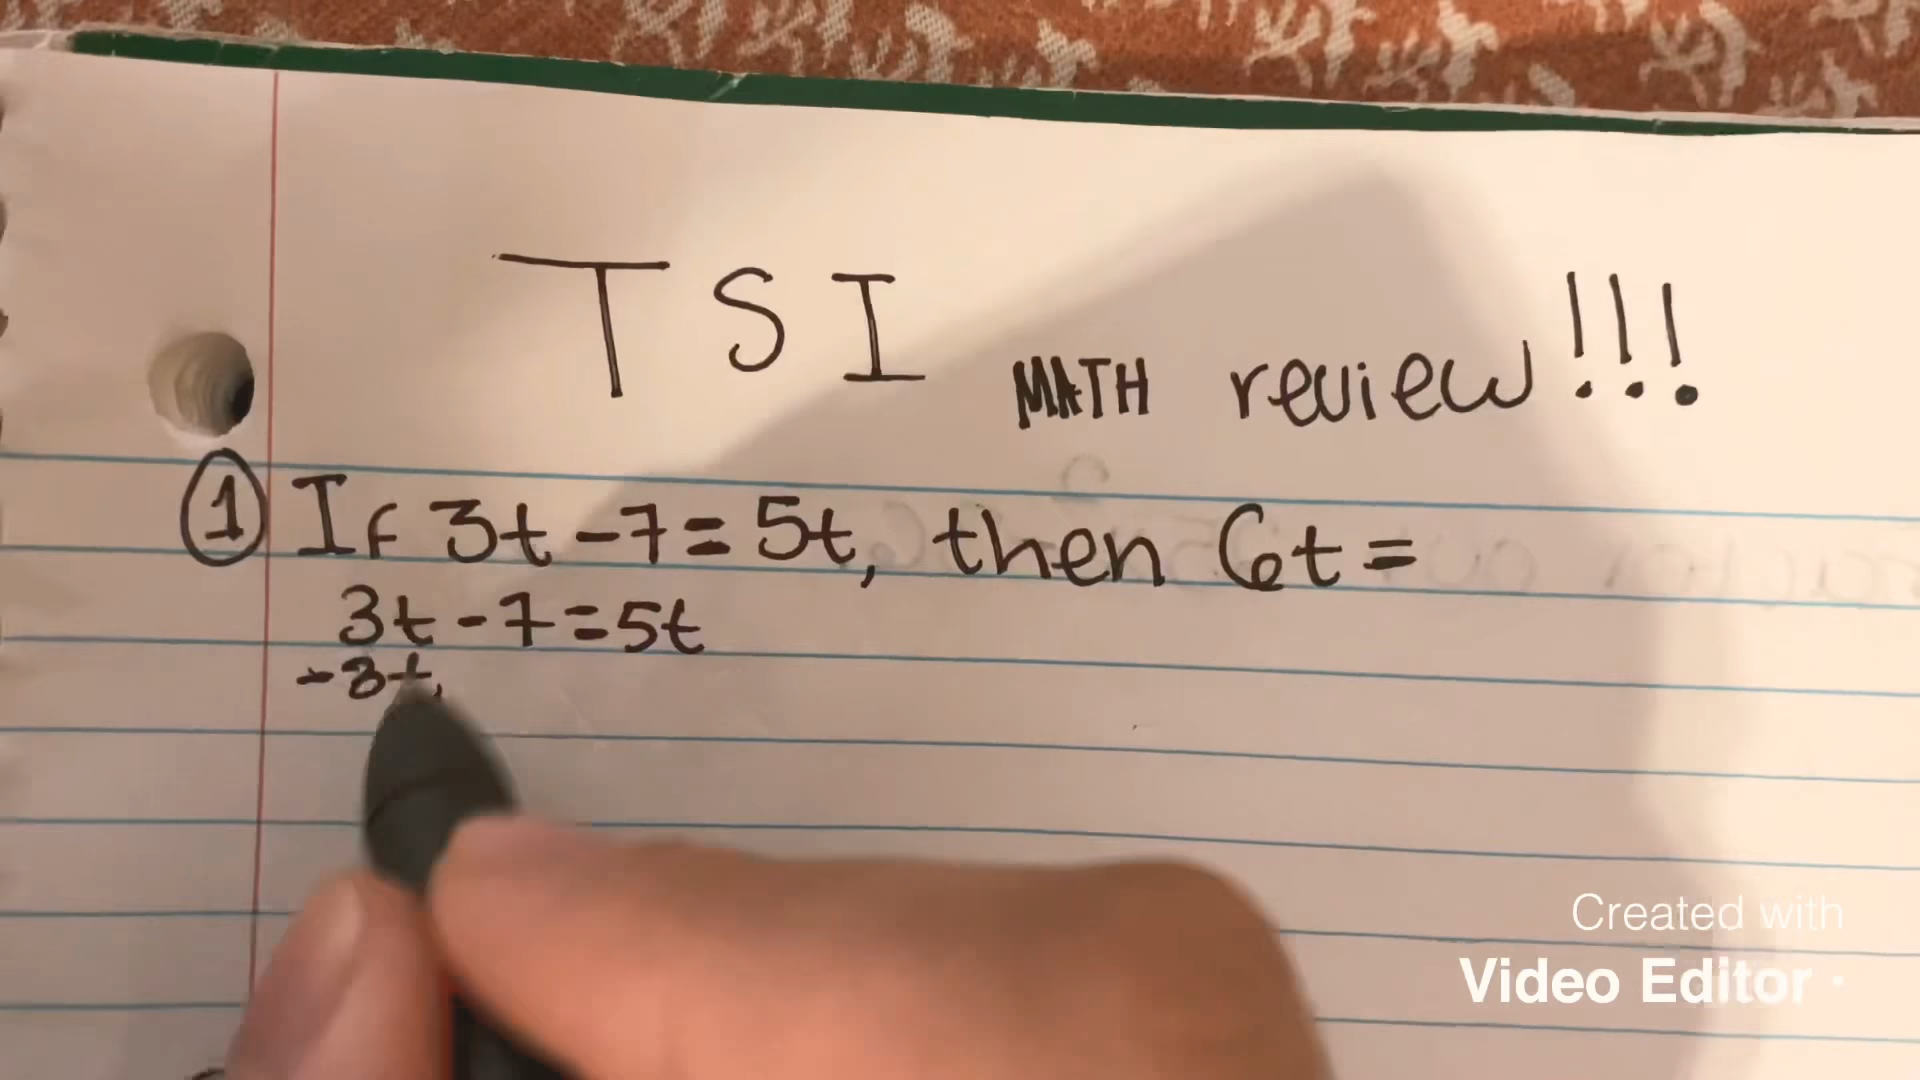 TSI MATH review!!!
① If 3t - 7 = 5t, then 6t =
3t - 7 = 5t
-3t
Created with
Video Editor